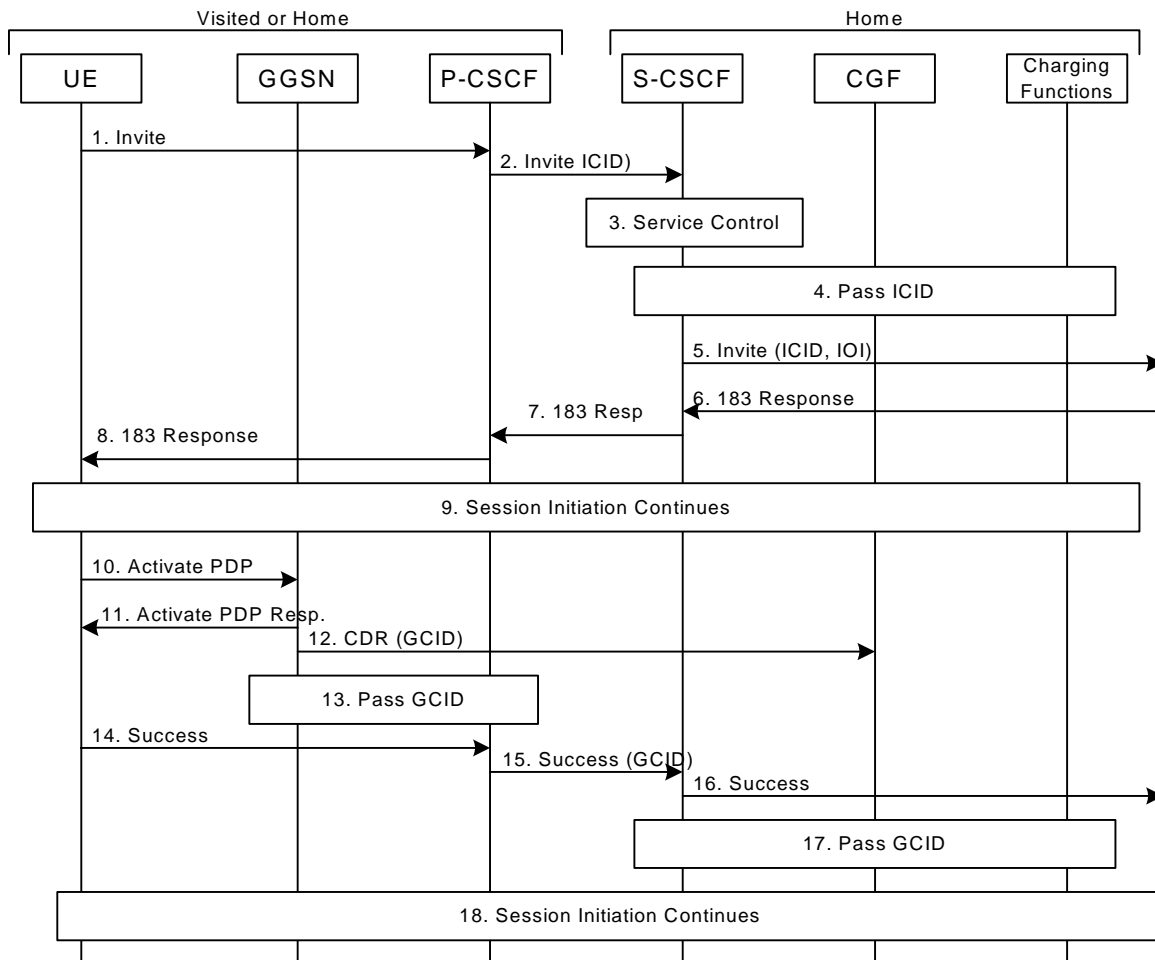 Visited or Home
Home
UE
GGSN
P-CSCF
S-CSCF
CGF
Charging
Functions
1. Invite
2. Invite ICID)
3. Service Control
4. Pass ICID
5. Invite (ICID, IOI)
6. 183 Response
7. 183 Resp
8. 183 Response
9. Session Initiation Continues
10. Activate PDP
11. Activate PDP Resp.
12. CDR (GCID)
13. Pass GCID
14. Success
15. Success (GCID)
16. Success
17. Pass GCID
18. Session Initiation Continues